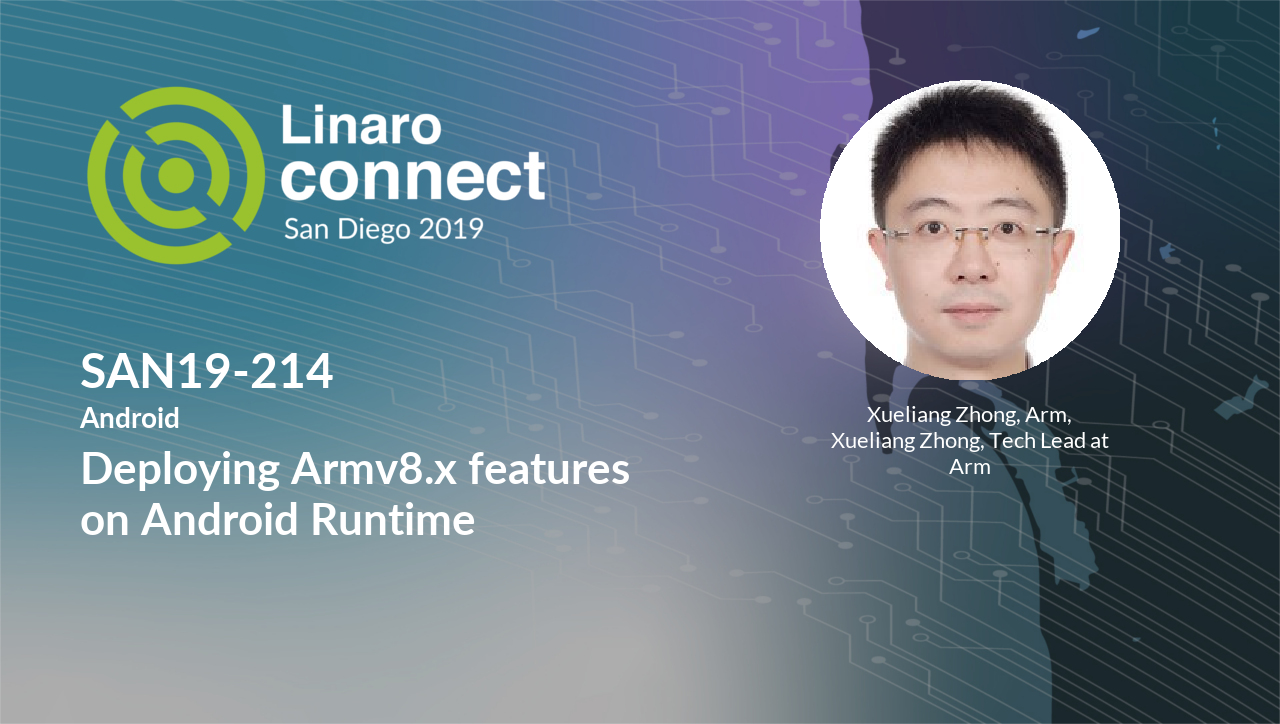 Linaro
connect
San Diego 2019
SAN19-214
Android
Deploying Armv8.x features
on Android Runtime
Xueliang Zhong, Arm,
Xueliang Zhong, Tech Lead at
Arm